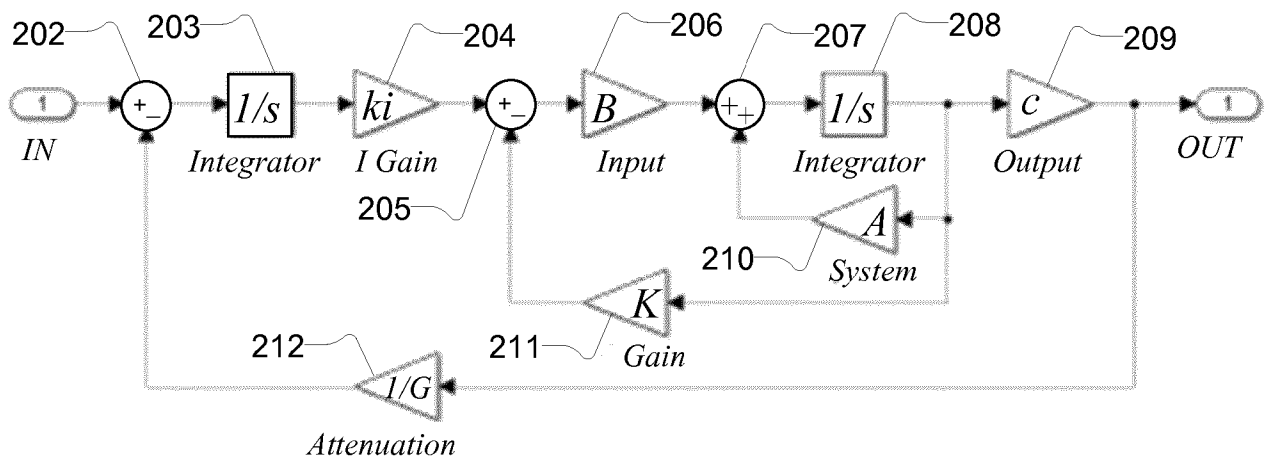 202 203 204 206 207 208 209
1 + − 1/s ki + − B + + 1/s c 1
IN Integrator I Gain Input Integrator Output OUT
205
A
210 System
K
211 Gain
212
1/G
Attenuation